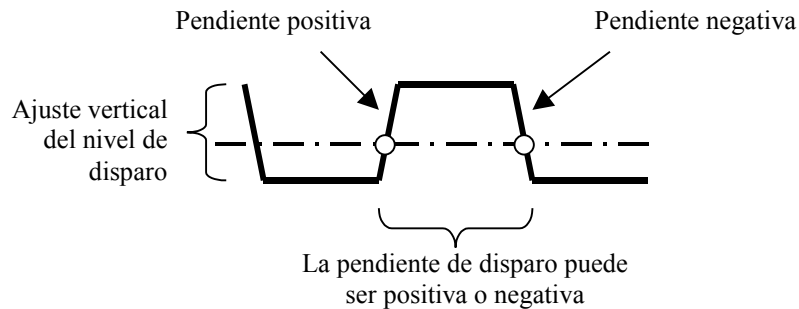 Pendiente positiva
Pendiente negativa
Ajuste vertical
del nivel de
disparo
La pendiente de disparo puede
ser positiva o negativa